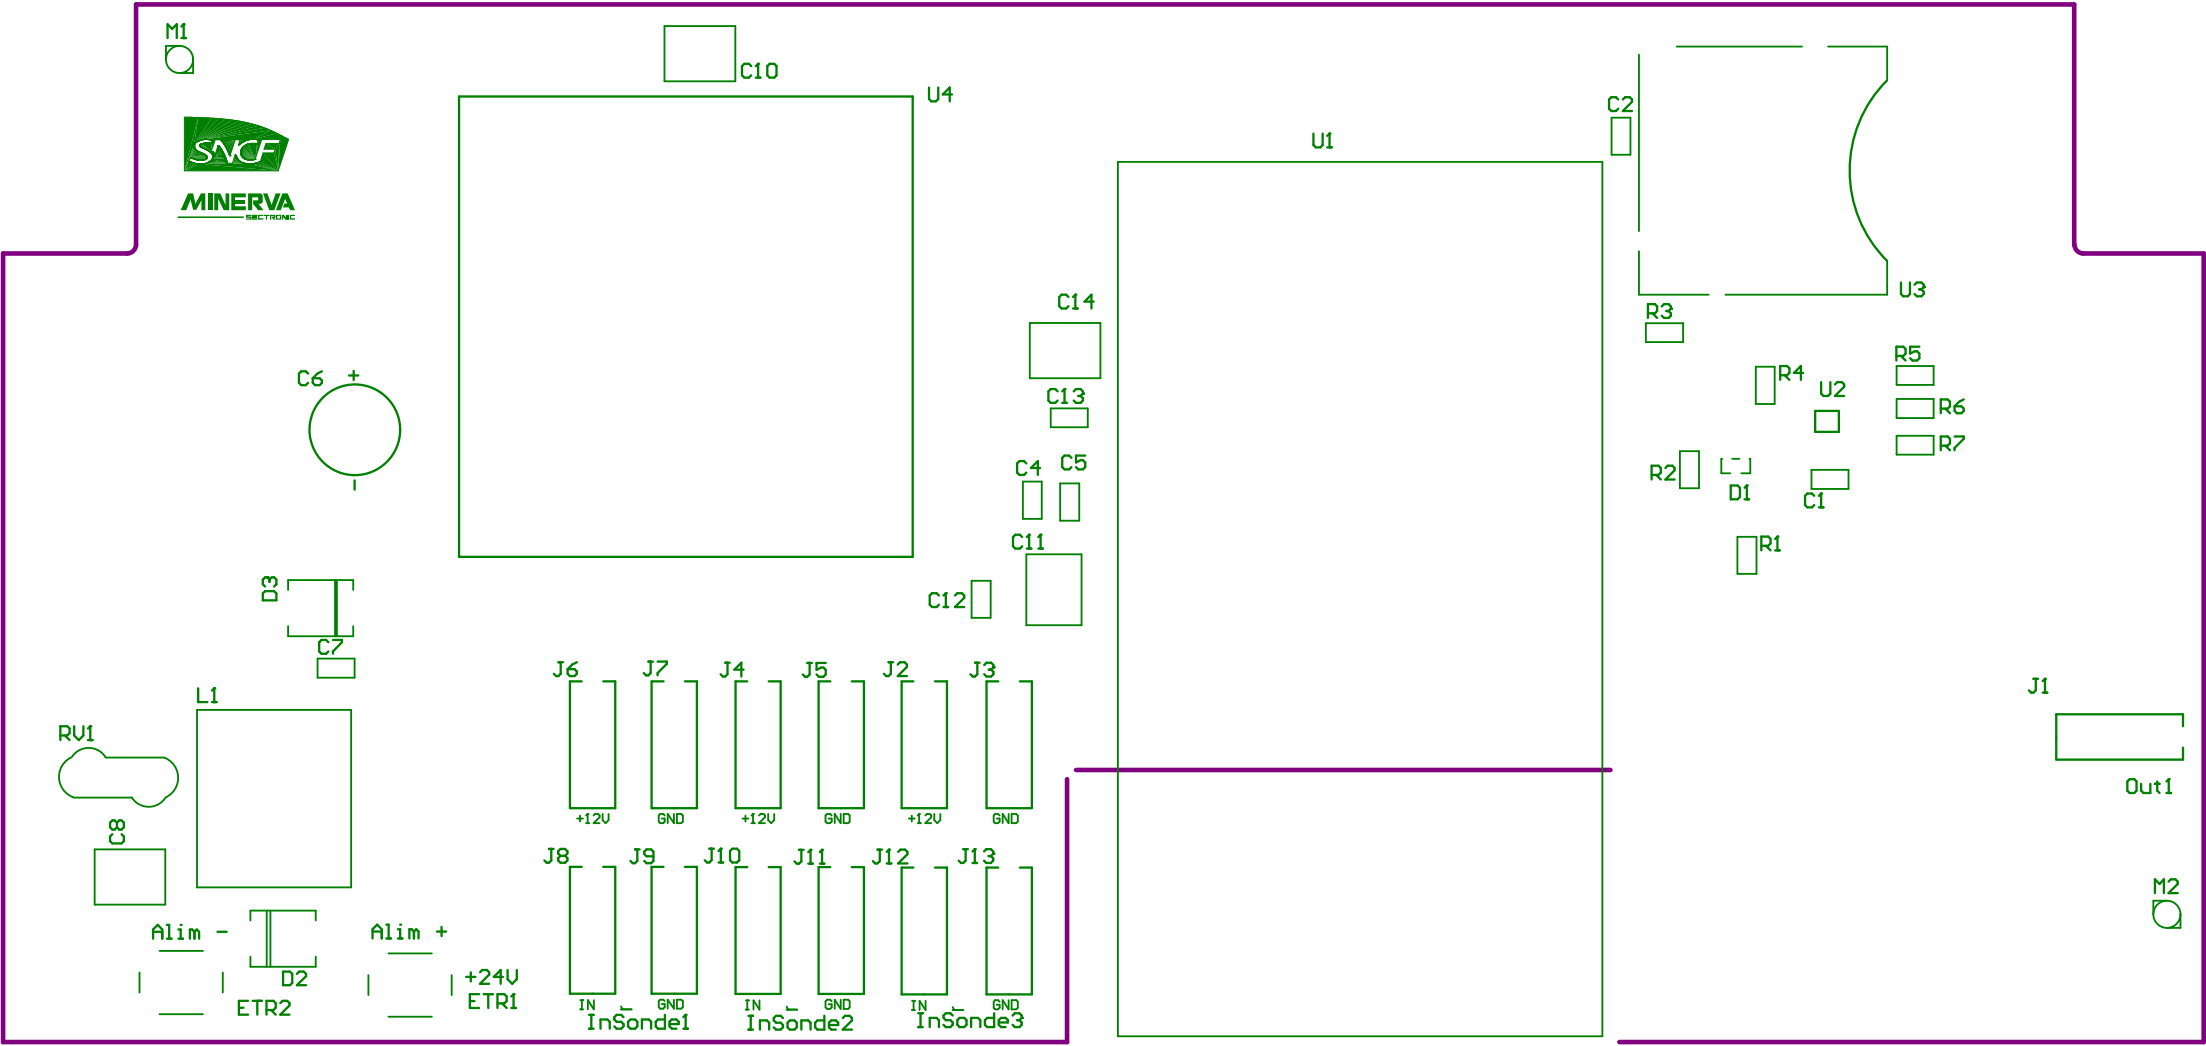 M1
C10
U4
C2
U1
SNCF
MINERVA
SECTRONIC
C14
U3
R3
C6
+
R4
R5
U2
C13
R6
C4
C5
R7
R2
D1
C1
-
C11
R1
D3
C12
C7
J6
J7
J4
J5
J2
J3
L1
J1
RV1
Out1
+12V
GND
+12V
GND
+12V
GND
C8
J8
J9
J10
J11
J12
J13
M2
Alim -
Alim +
D2
+24V
ETR2
ETR1
IN
GND
IN
GND
IN
GND
InSonde1
InSonde2
InSonde3